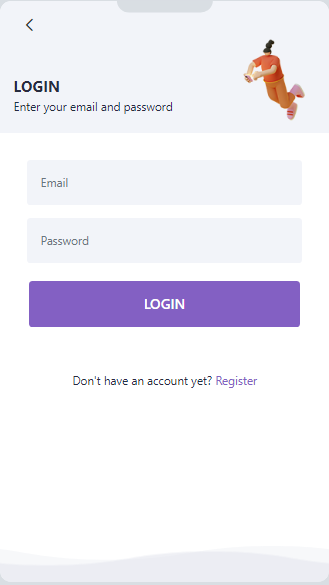 LOGIN
Enter your email and password
Email
Password
LOGIN
Don't have an account yet? Register